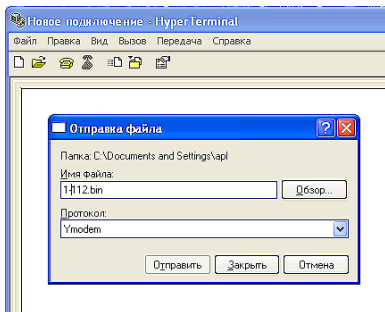 Новое подключение - HyperTerminal
Файл Правка Вид Вызов Передача Справка
Отправка файла
Папка: C:\Documents and Settings\apl
Имя файла:
1-112.bin
Обзор...
Протокол:
Ymodem
Отправить Закрыть Отмена